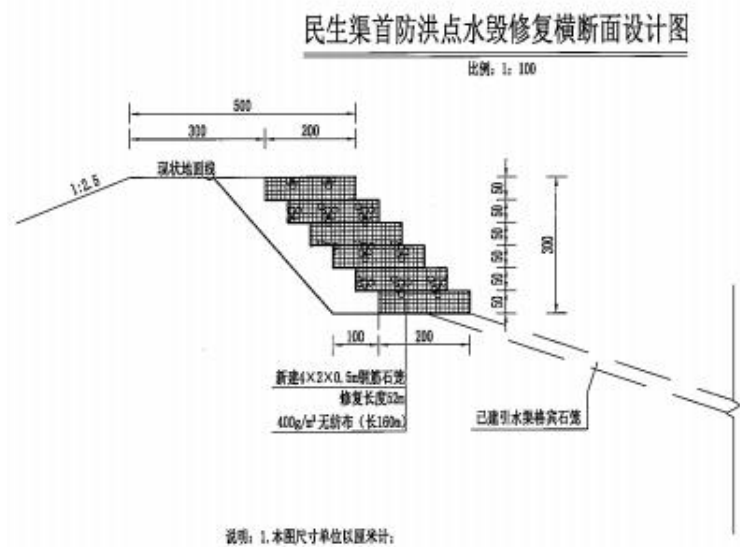 民生渠首防洪点水毁修复横断面设计图
比例：1：100
500
300 200
现状地面线
1:2.5
50
50
50
50
50
50
300
100 200
新建4×2×0.5m钢筋石笼
修复长度52m
400g/㎡无纺布（长160m）
已建引水渠格宾石笼
说明：1.本图尺寸单位以厘米计；